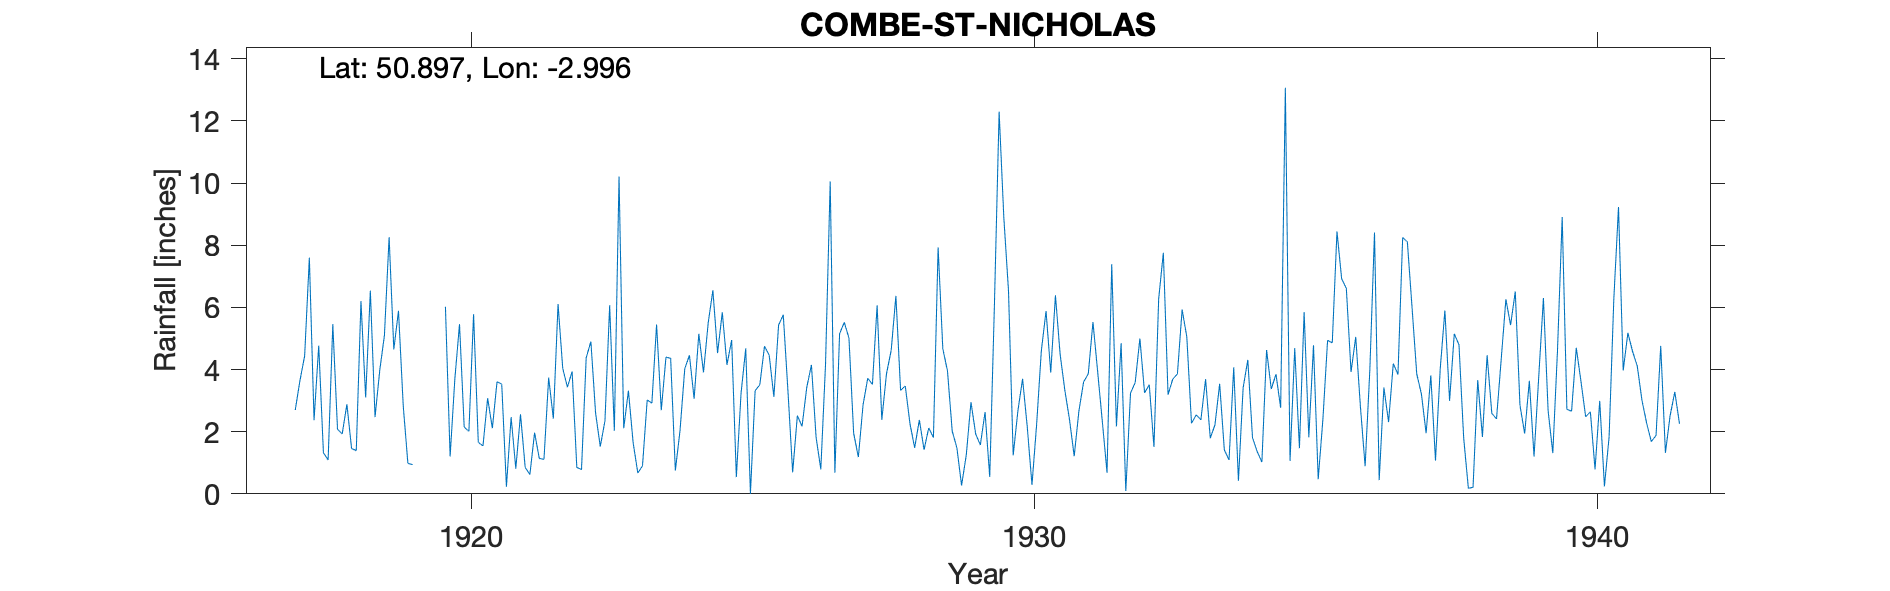 COMBE-ST-NICHOLAS
Lat: 50.897, Lon: -2.996
14
12
10
8
6
4
2
0
Rainfall [inches]
1920 1930 1940
Year